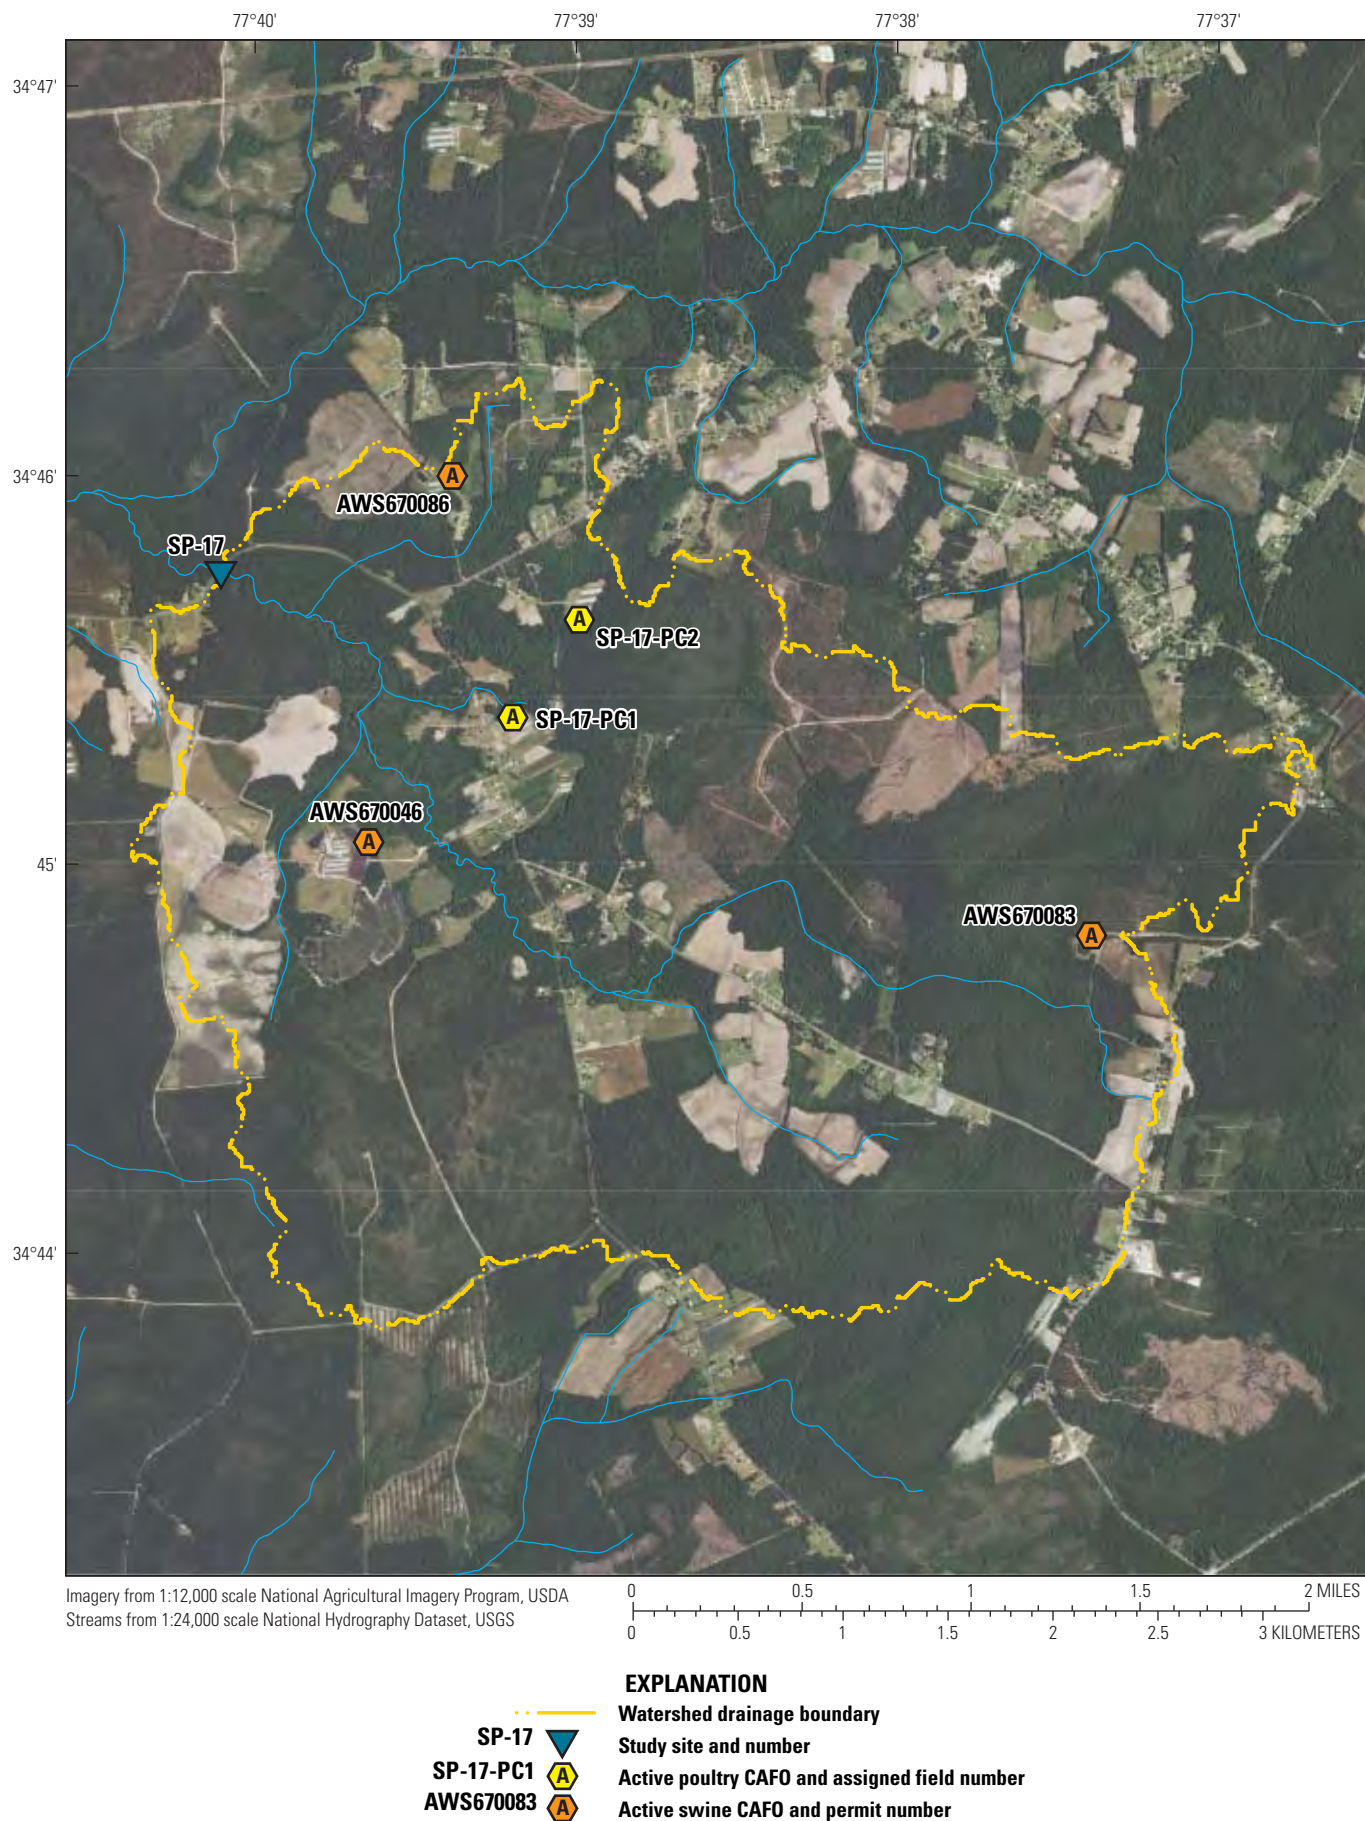 77°40' 77°39' 77°38' 77°37'
34°47'
34°46'
AWS670086
SP-17
SP-17-PC2
SP-17-PC1
AWS670046
45'
AWS670083
34°44'
A
A
A
A
A
Imagery from 1:12,000 scale National Agricultural Imagery Program, USDA
Streams from 1:24,000 scale National Hydrography Dataset, USGS
0 0.5 1 1.5 2 MILES
0 0.5 1 1.5 2 2.5 3 KILOMETERS
EXPLANATION
Watershed drainage boundary
SP-17 Study site and number
SP-17-PC1 A Active poultry CAFO and assigned field number
AWS670083 A Active swine CAFO and permit number